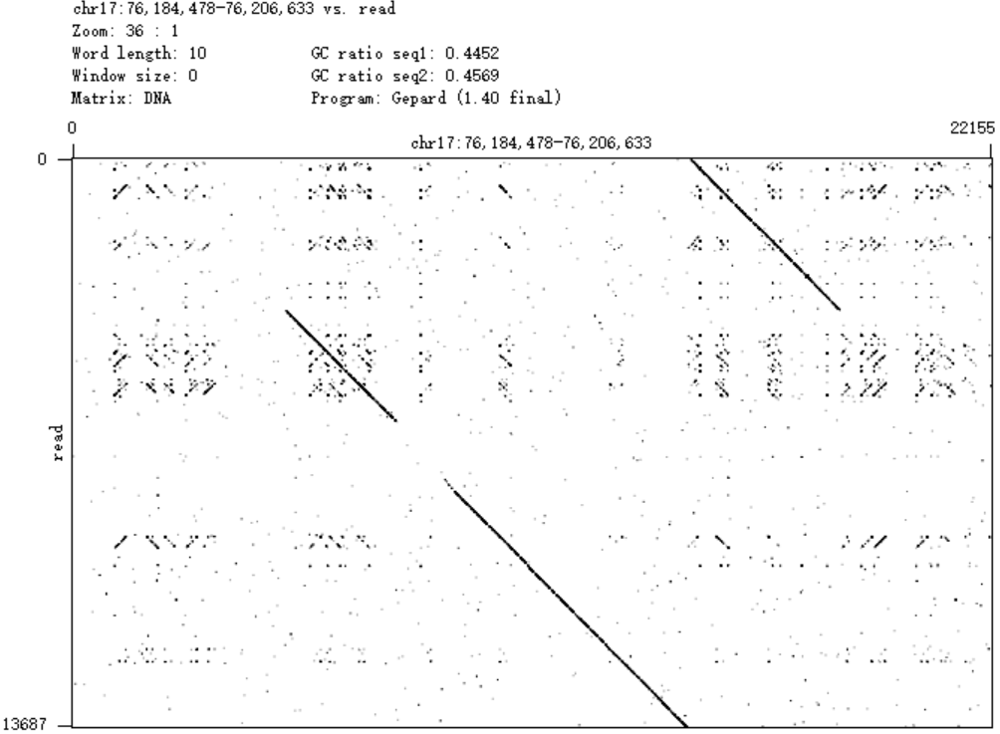 chr17:76,184,478-76,206,633 vs. read
Zoom: 36 : 1
Word length: 10 GC ratio seq1: 0.4452
Window size: 0 GC ratio seq2: 0.4569
Matrix: DNA Program: Gepard (1.40 final)
0 22155
chr17:76,184,478-76,206,633
0
read
13687